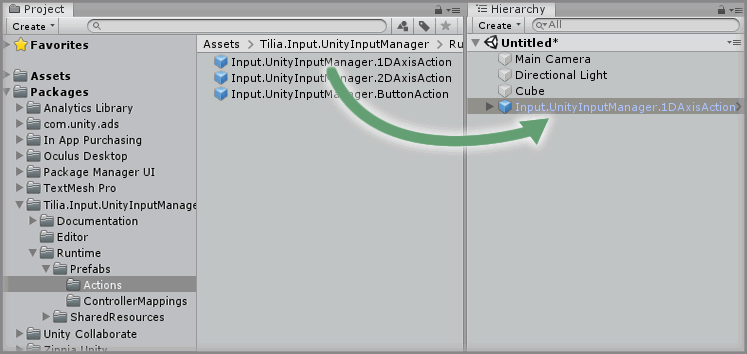 Project
Create
Favorites
Assets
Packages
Analytics Library
com.unity.ads
In App Purchasing
Oculus Desktop
Package Manager UI
TextMesh Pro
Tilia.Input.UnityInputManage
Documentation
Editor
Runtime
Prefabs
Actions
ControllerMappings
SharedResources
Unity Collaborate
Zinnia.Unity
Assets > Tilia.Input.UnityInputManager > Ru
Input.UnityInputManager.1DAxisAction
Input.UnityInputManager.2DAxisAction
Input.UnityInputManager.ButtonAction
Hierarchy
Create All
Untitled*
Main Camera
Directional Light
Cube
Input.UnityInputManager.1DAxisAction